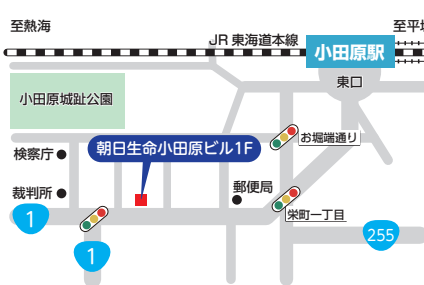 至熱海
JR 東海道本線
至平塚
小田原駅
東口
小田原城趾公園
お堀端通り
検察庁
朝日生命小田原ビル1F
裁判所
郵便局
栄町一丁目
1
1
255